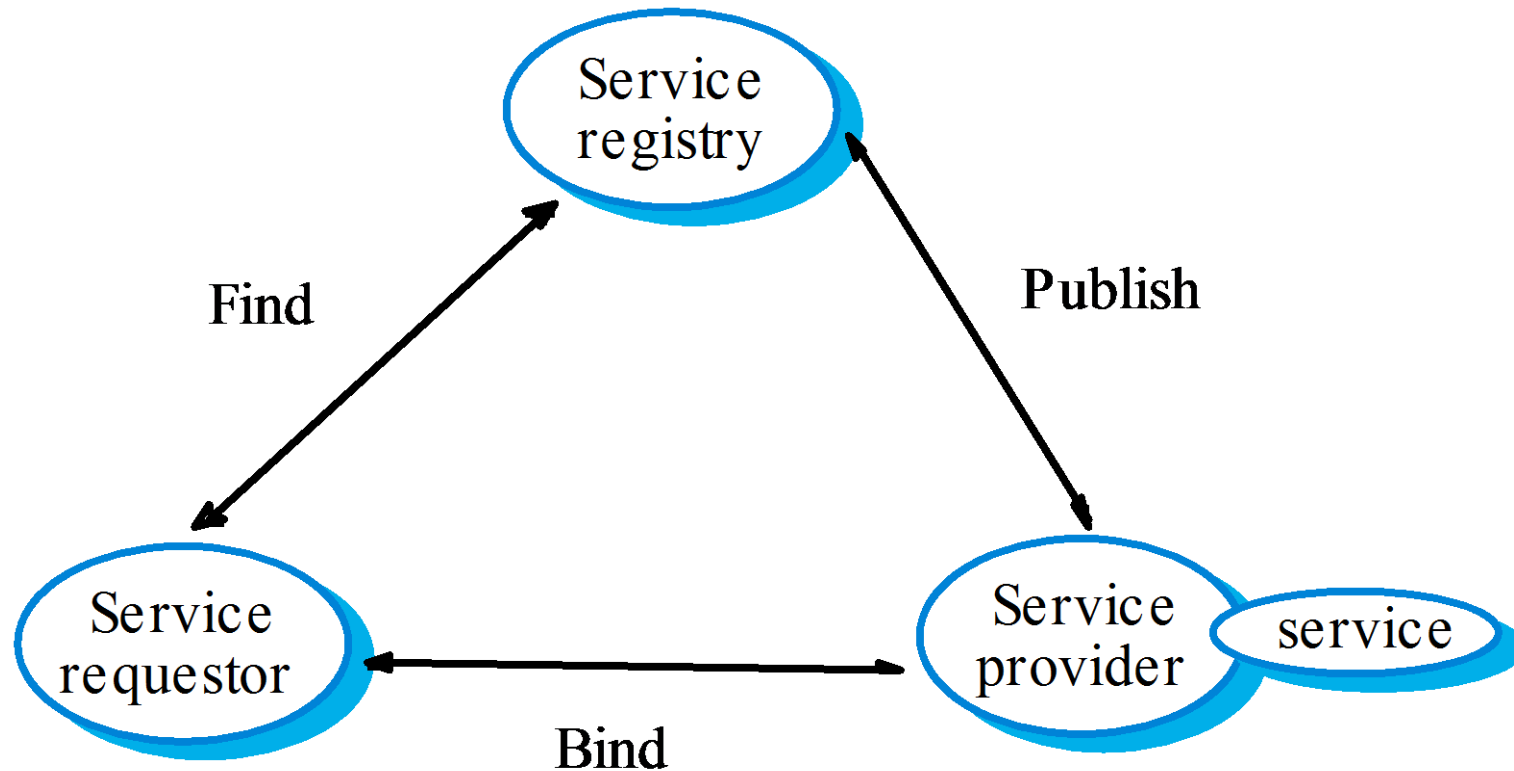 Service
registry
Find
Publish
Service
requestor
Service
provider
service
Bind